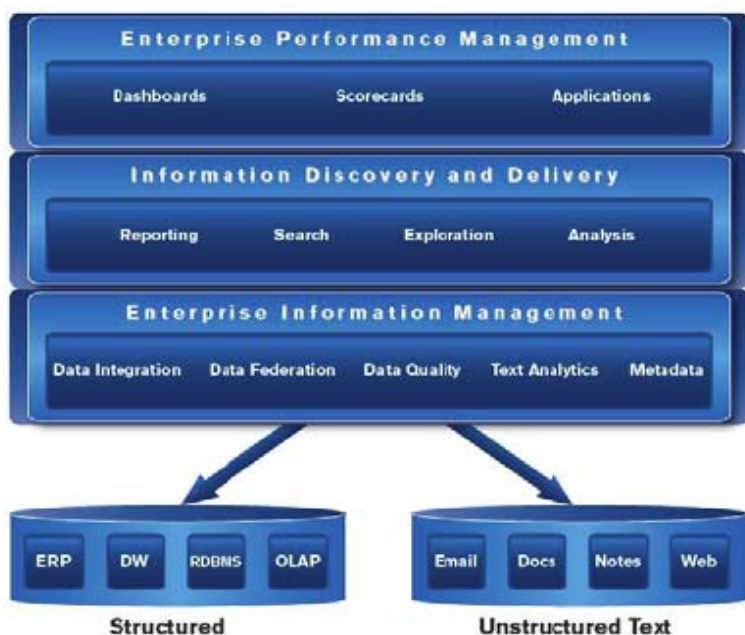 Enterprise Performance Management
Dashboards Scorecards Applications
Information Discovery and Delivery
Reporting Search Exploration Analysis
Enterprise Information Management
Data Integration Data Federation Data Quality Text Analytics Metadata
ERP DW RDBNS OLAP Email Docs Notes Web
Structured Unstructured Text